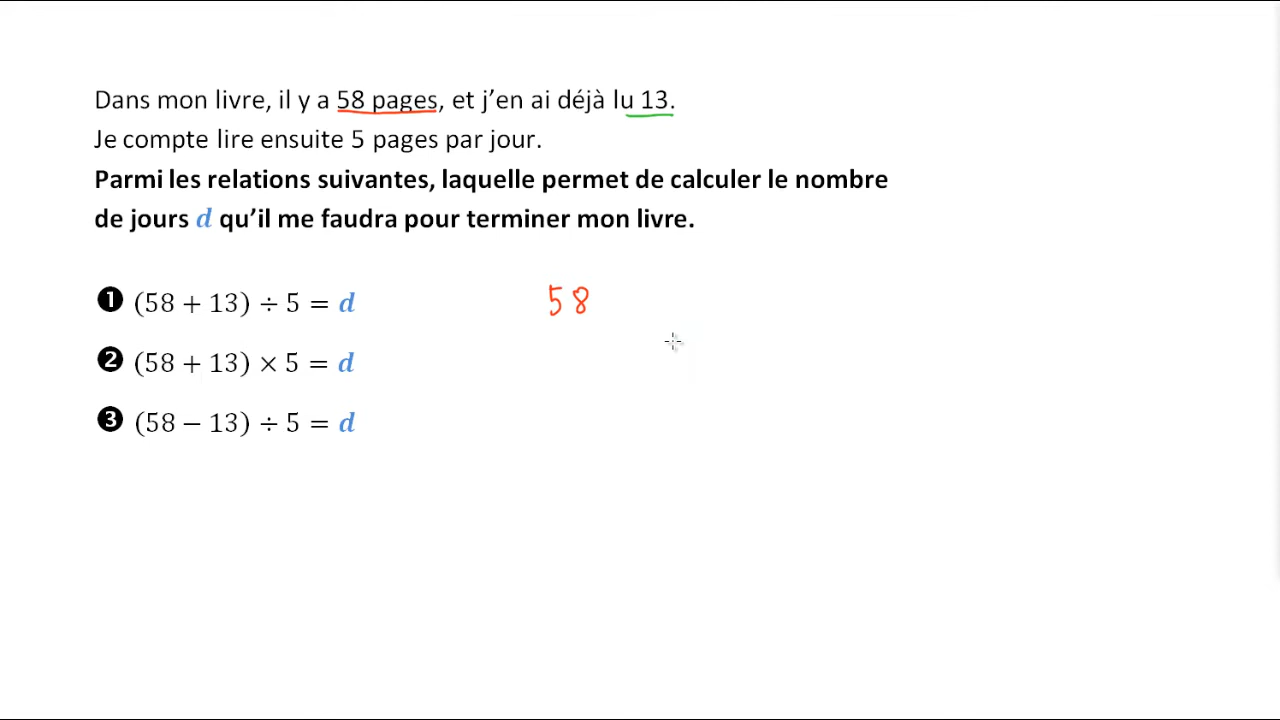 Dans mon livre, il y a 58 pages, et j’en ai déjà lu 13.
Je compte lire ensuite 5 pages par jour.
Parmi les relations suivantes, laquelle permet de calculer le nombre
de jours d qu’il me faudra pour terminer mon livre.
❶ (58 + 13) ÷ 5 = d
58
❷ (58 + 13) × 5 = d
❸ (58 − 13) ÷ 5 = d